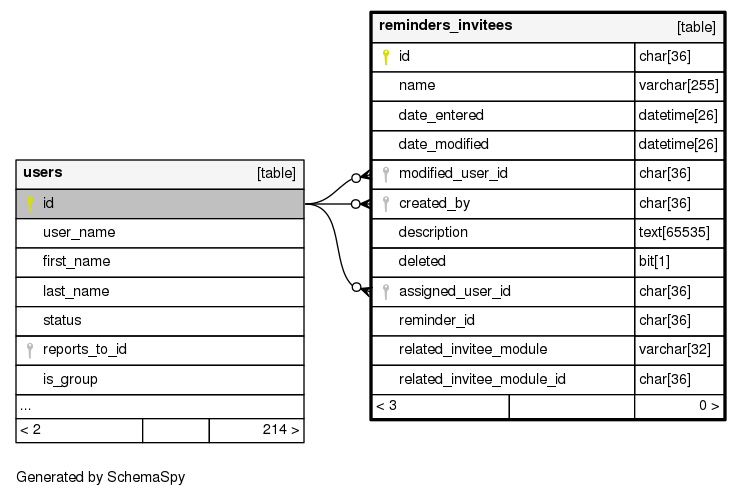 reminders_invitees [table]
id char[36]
name varchar[255]
date_entered datetime[26]
date_modified datetime[26]
modified_user_id char[36]
created_by char[36]
description text[65535]
deleted bit[1]
assigned_user_id char[36]
reminder_id char[36]
related_invitee_module varchar[32]
related_invitee_module_id char[36]
< 3 0 >
users [table]
id
user_name
first_name
last_name
status
reports_to_id
is_group
...
< 2 214 >
Generated by SchemaSpy